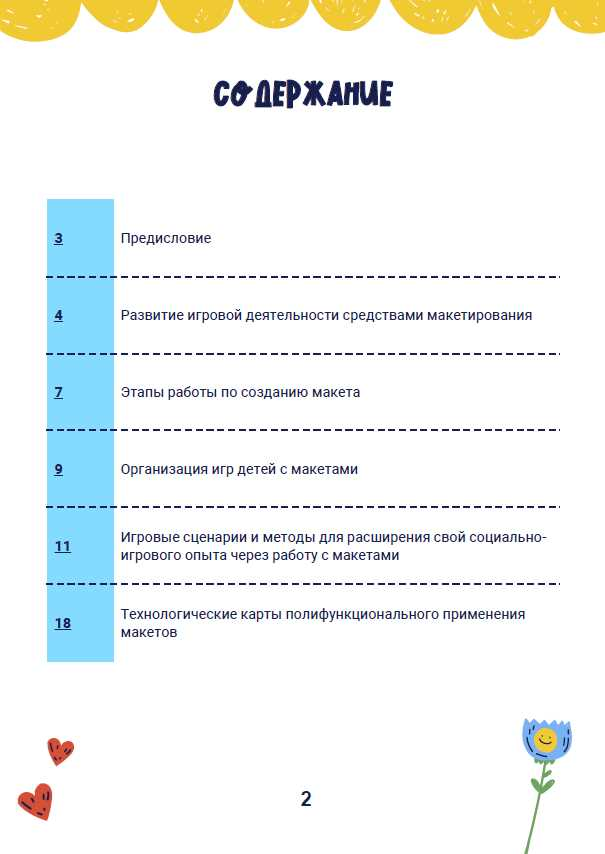 СОДЕРЖАНИЕ
3 Предисловие
4 Развитие игровой деятельности средствами макетирования
7 Этапы работы по созданию макета
9 Организация игр детей с макетами
11 Игровые сценарии и методы для расширения свой социально-
игрового опыта через работу с макетами
18 Технологические карты полифункционального применения
макетов
2